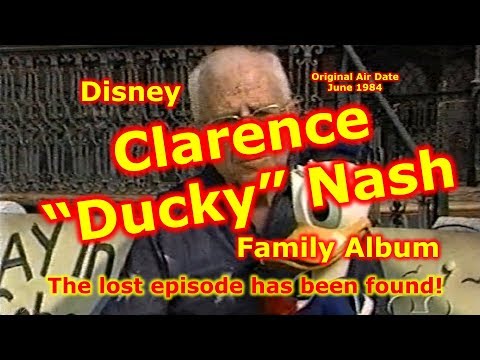 Original Air Date
June 1984
Disney
Clarence
“Ducky” Nash
Family Album
The lost episode has been found!